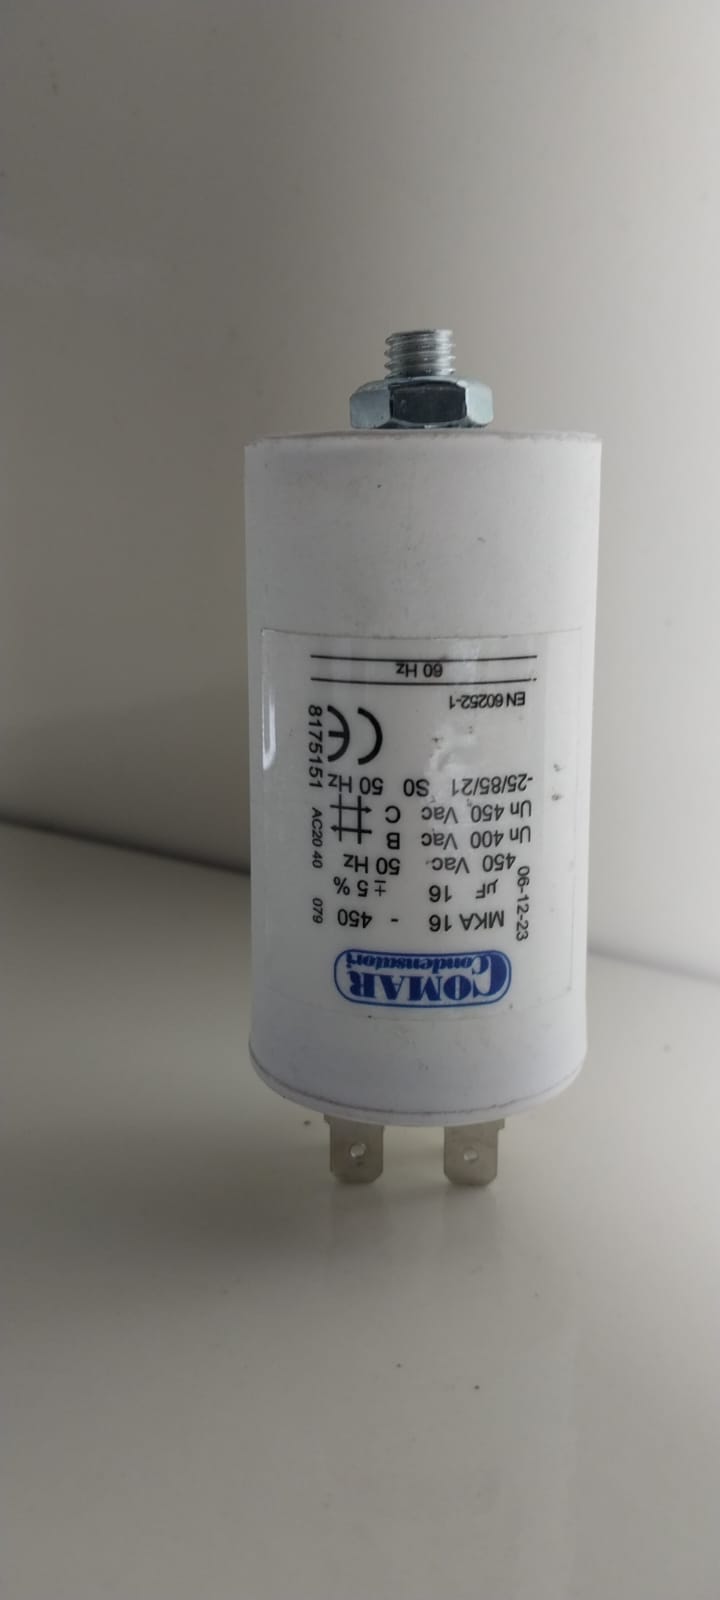 COMAR
Condensatori
MKA 16 - 450
µF 16 ± 5 %
450 Vac 50 Hz
Un 400 Vac B
Un 450 Vac C
-25/85/21 S0 50 Hz
EN 60252-1
60 Hz
06-12-23
8175151 AC20 40 079
CE